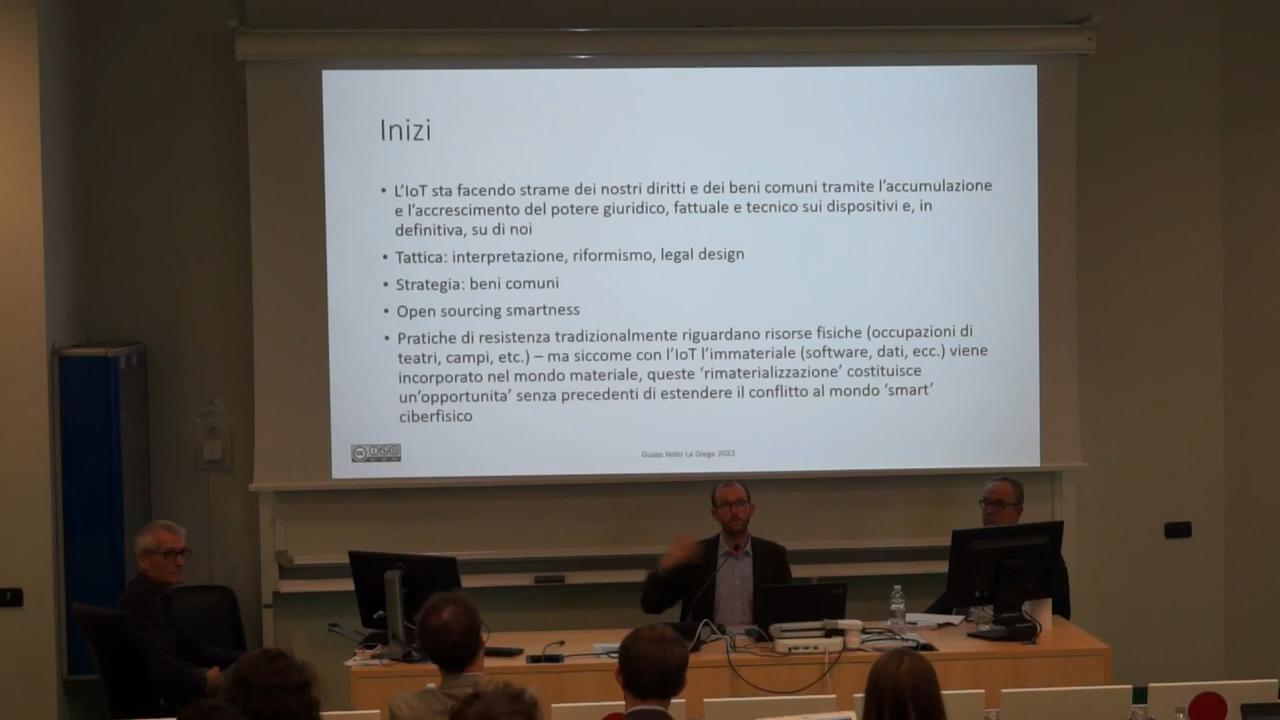 Inizi
• L’IoT sta facendo strame dei nostri diritti e dei beni comuni tramite l’accumulazione
e l’accrescimento del potere giuridico, fattuale e tecnico sui dispositivi e, in
definitiva, su di noi
• Tattica: interpretazione, riformismo, legal design
• Strategia: beni comuni
• Open sourcing smartness
• Pratiche di resistenza tradizionalmente riguardano risorse fisiche (occupazioni di
teatri, campi, etc.) – ma siccome con l’IoT l’immateriale (software, dati, ecc.) viene
incorporato nel mondo materiale, queste ‘rimaterializzazione’ costituisce
un’opportunita’ senza precedenti di estendere il conflitto al mondo ‘smart’
ciberfisico
Guido Noto La Diega 2022